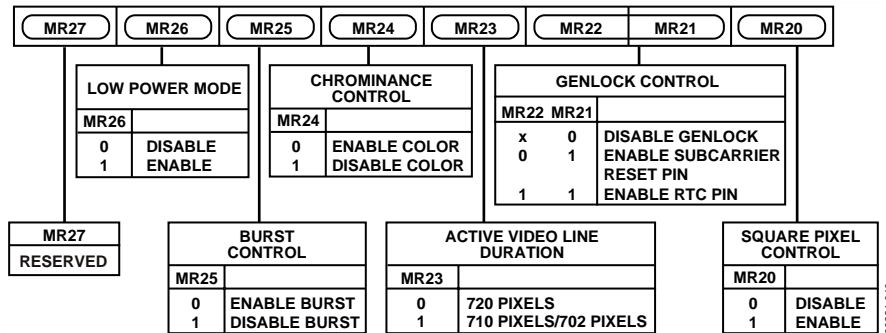 MR27 MR26 MR25 MR24 MR23 MR22 MR21 MR20
LOW POWER MODE
MR26
0 DISABLE
1 ENABLE
CHROMINANCE
CONTROL
MR24
0 ENABLE COLOR
1 DISABLE COLOR
GENLOCK CONTROL
MR22 MR21
x 0 DISABLE GENLOCK
0 1 ENABLE SUBCARRIER
RESET PIN
1 1 ENABLE RTC PIN
MR27
RESERVED
BURST
CONTROL
MR25
0 ENABLE BURST
1 DISABLE BURST
ACTIVE VIDEO LINE
DURATION
MR23
0 720 PIXELS
1 710 PIXELS/702 PIXELS
SQUARE PIXEL
CONTROL
MR20
0 DISABLE
1 ENABLE